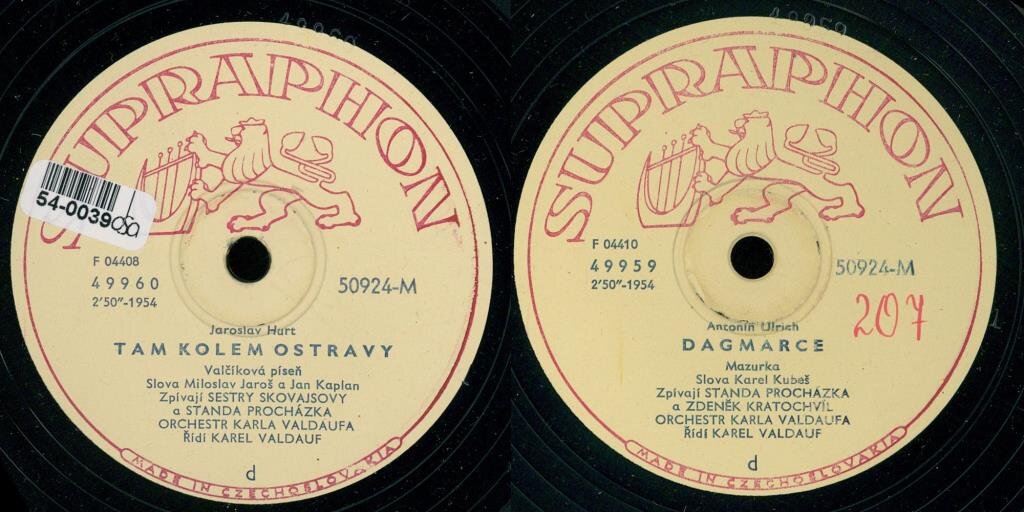 49960
SUPRAPHON
54-0039
F 04408
49960
2'50"-1954
50924-M
Jaroslav Hurt
TAM KOLEM OSTRAVY
Valčíková píseň
Slova Miloslav Jaroš a Jan Kaplan
Zpívají SESTRY SKOVAJSOVY
a STANDA PROCHÁZKA
ORCHESTR KARLA VALDAUFA
Řídí KAREL VALDAUF
d
MADE IN CZECHOSLOVAKIA
49959
SUPRAPHON
F 04410
49959
2'50"-1954
50924-M
207
Antonín Ulrich
DAGMARCE
Mazurka
Slova Karel Kubeš
Zpívají STANDA PROCHÁZKA
a ZDENĚK KRATOCHVÍL
ORCHESTR KARLA VALDAUFA
Řídí KAREL VALDAUF
d
MADE IN CZECHOSLOVAKIA